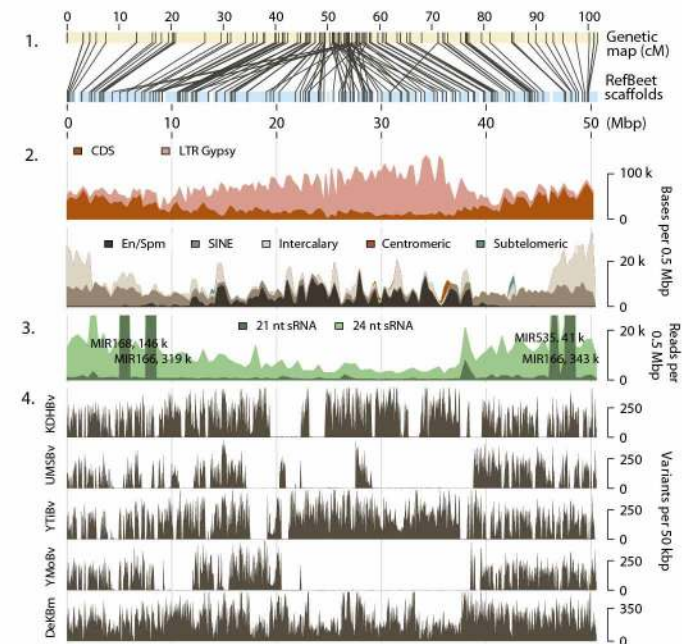 0 10 20 30 40 50 60 70 80 90 100
1.
Genetic
map (cM)
RefBeet
scaffolds
0 10 20 30 40 50 (Mbp)
2.
CDS LTR Gypsy
100 k
0
En/Spm SINE Intercalary Centromeric Subtelomeric
20 k
0
Bases per 0.5 Mbp
3.
21 nt sRNA 24 nt sRNA
MIR168, 146 k
MIR166, 319 k
MIR535, 41 k
MIR166, 343 k
20 k
0
Reads per
0.5 Mbp
4.
KDHBv
250
0
UMSBv
250
0
YTiBv
250
0
YMoBv
250
0
DeKBm
350
0
Variants per 50 kbp